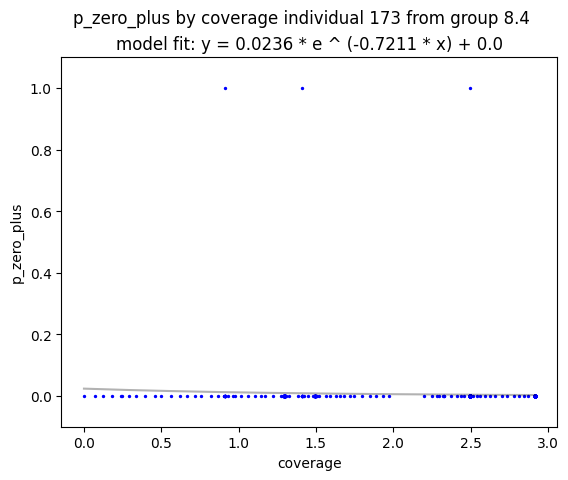 p_zero_plus by coverage individual 173 from group 8.4
model fit: y = 0.0236 * e ^ (-0.7211 * x) + 0.0
1.0
0.8
0.6
0.4
0.2
0.0
p_zero_plus
0.0 0.5 1.0 1.5 2.0 2.5 3.0
coverage